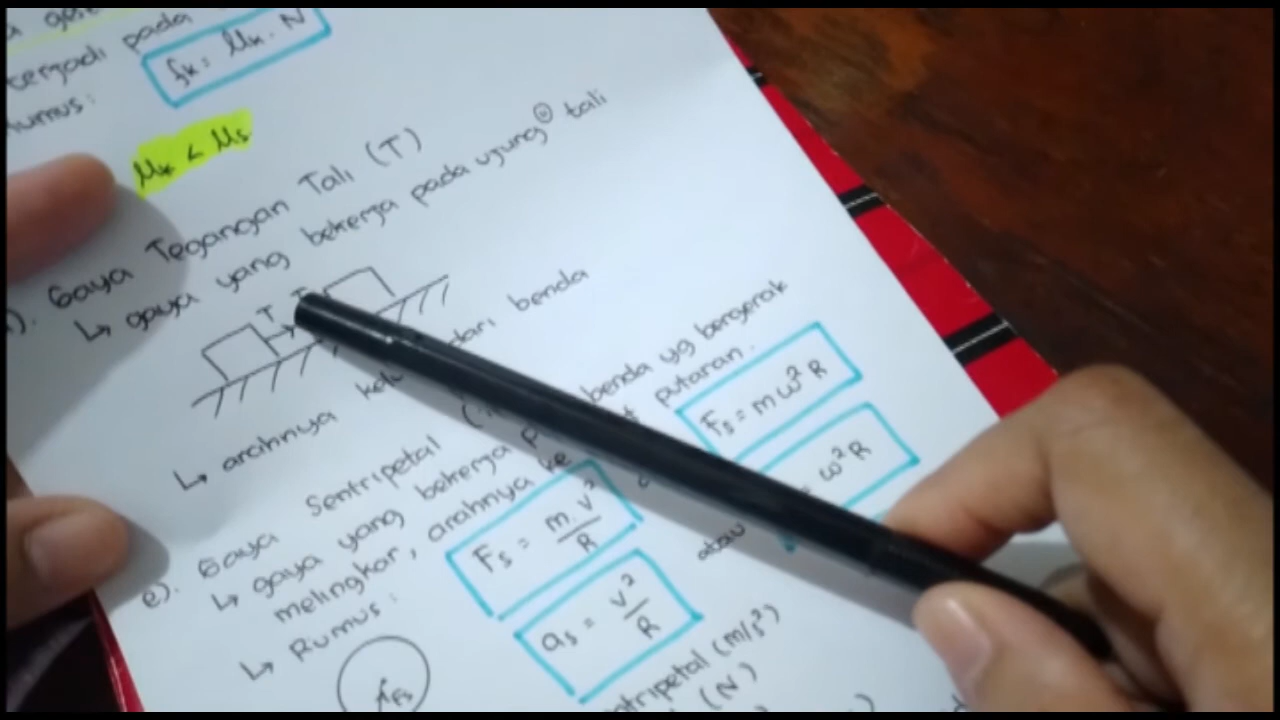 terjadi pada
rumus :
fk = μk . N
μk < μs
Gaya Tegangan Tali (T)
↳ gaya yang bekerja pada ujung² tali
T T
↳ arahnya dari benda
e). Gaya Sentripetal (
↳ gaya yang bekerja benda yg bergerak
melingkar, arahnya ke putaran.
↳ Rumus :
Fs = m v²/R
Fs = m ω² R
as = v²/R
atau
ω² R
Fs
(m/s²)
(N)